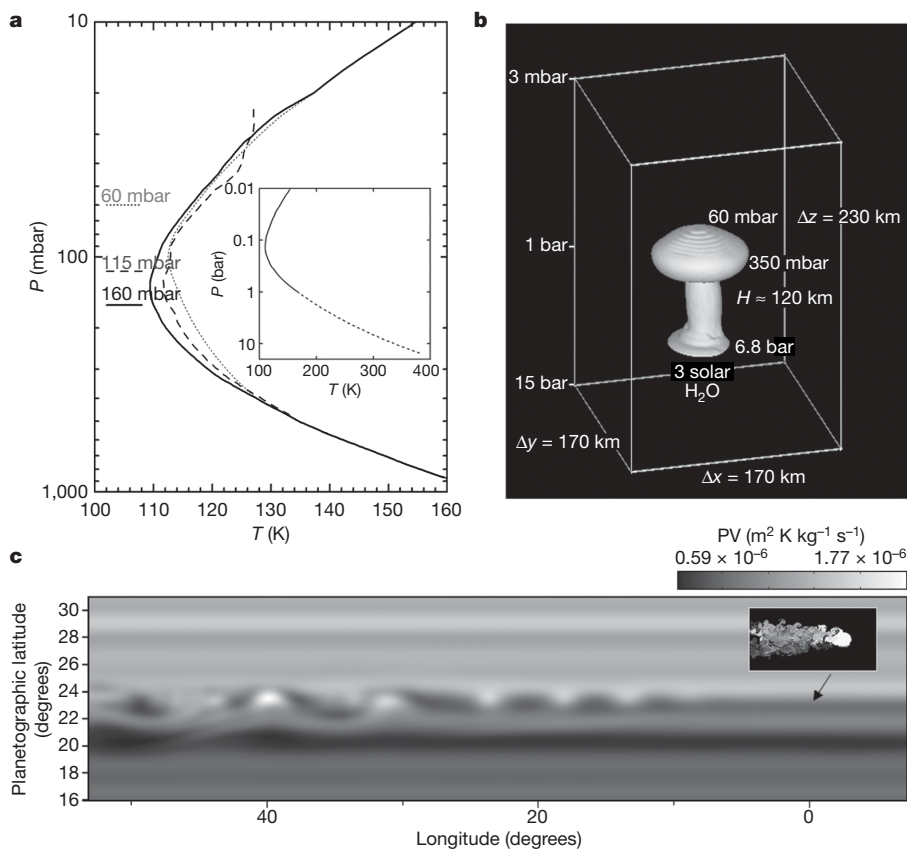 a
10
100
1,000
P (mbar)
60 mbar
115 mbar
160 mbar
100 110 120 130 140 150 160
T (K)
0.01
0.1
1
10
P (bar)
100 200 300 400
T (K)
b
3 mbar
1 bar
15 bar
60 mbar
Δz = 230 km
350 mbar
H ≈ 120 km
6.8 bar
3 solar
H₂O
Δy = 170 km
Δx = 170 km
PV (m² K kg⁻¹ s⁻¹)
0.59 × 10⁻⁶ 1.77 × 10⁻⁶
c
30
28
26
24
22
20
18
16
Planetographic latitude
(degrees)
40 20 0
Longitude (degrees)